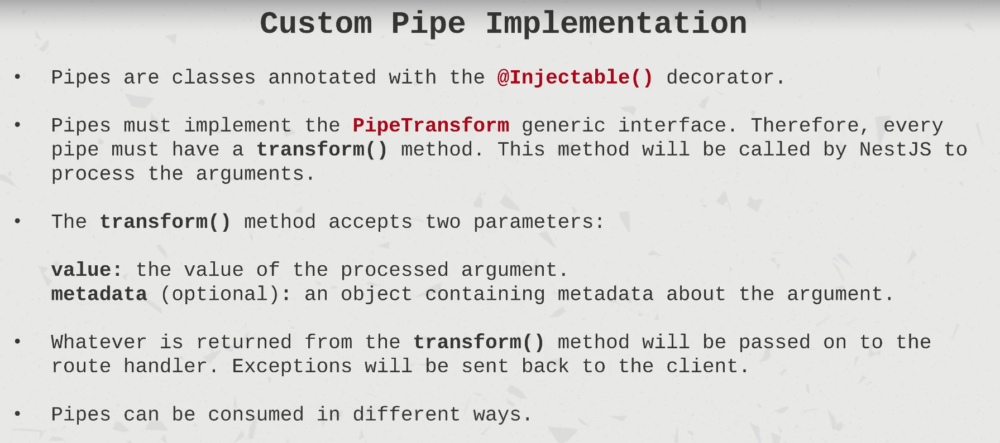 Custom Pipe Implementation
• Pipes are classes annotated with the @Injectable() decorator.
• Pipes must implement the PipeTransform generic interface. Therefore, every
pipe must have a transform() method. This method will be called by NestJS to
process the arguments.
• The transform() method accepts two parameters:
value: the value of the processed argument.
metadata (optional): an object containing metadata about the argument.
• Whatever is returned from the transform() method will be passed on to the
route handler. Exceptions will be sent back to the client.
• Pipes can be consumed in different ways.